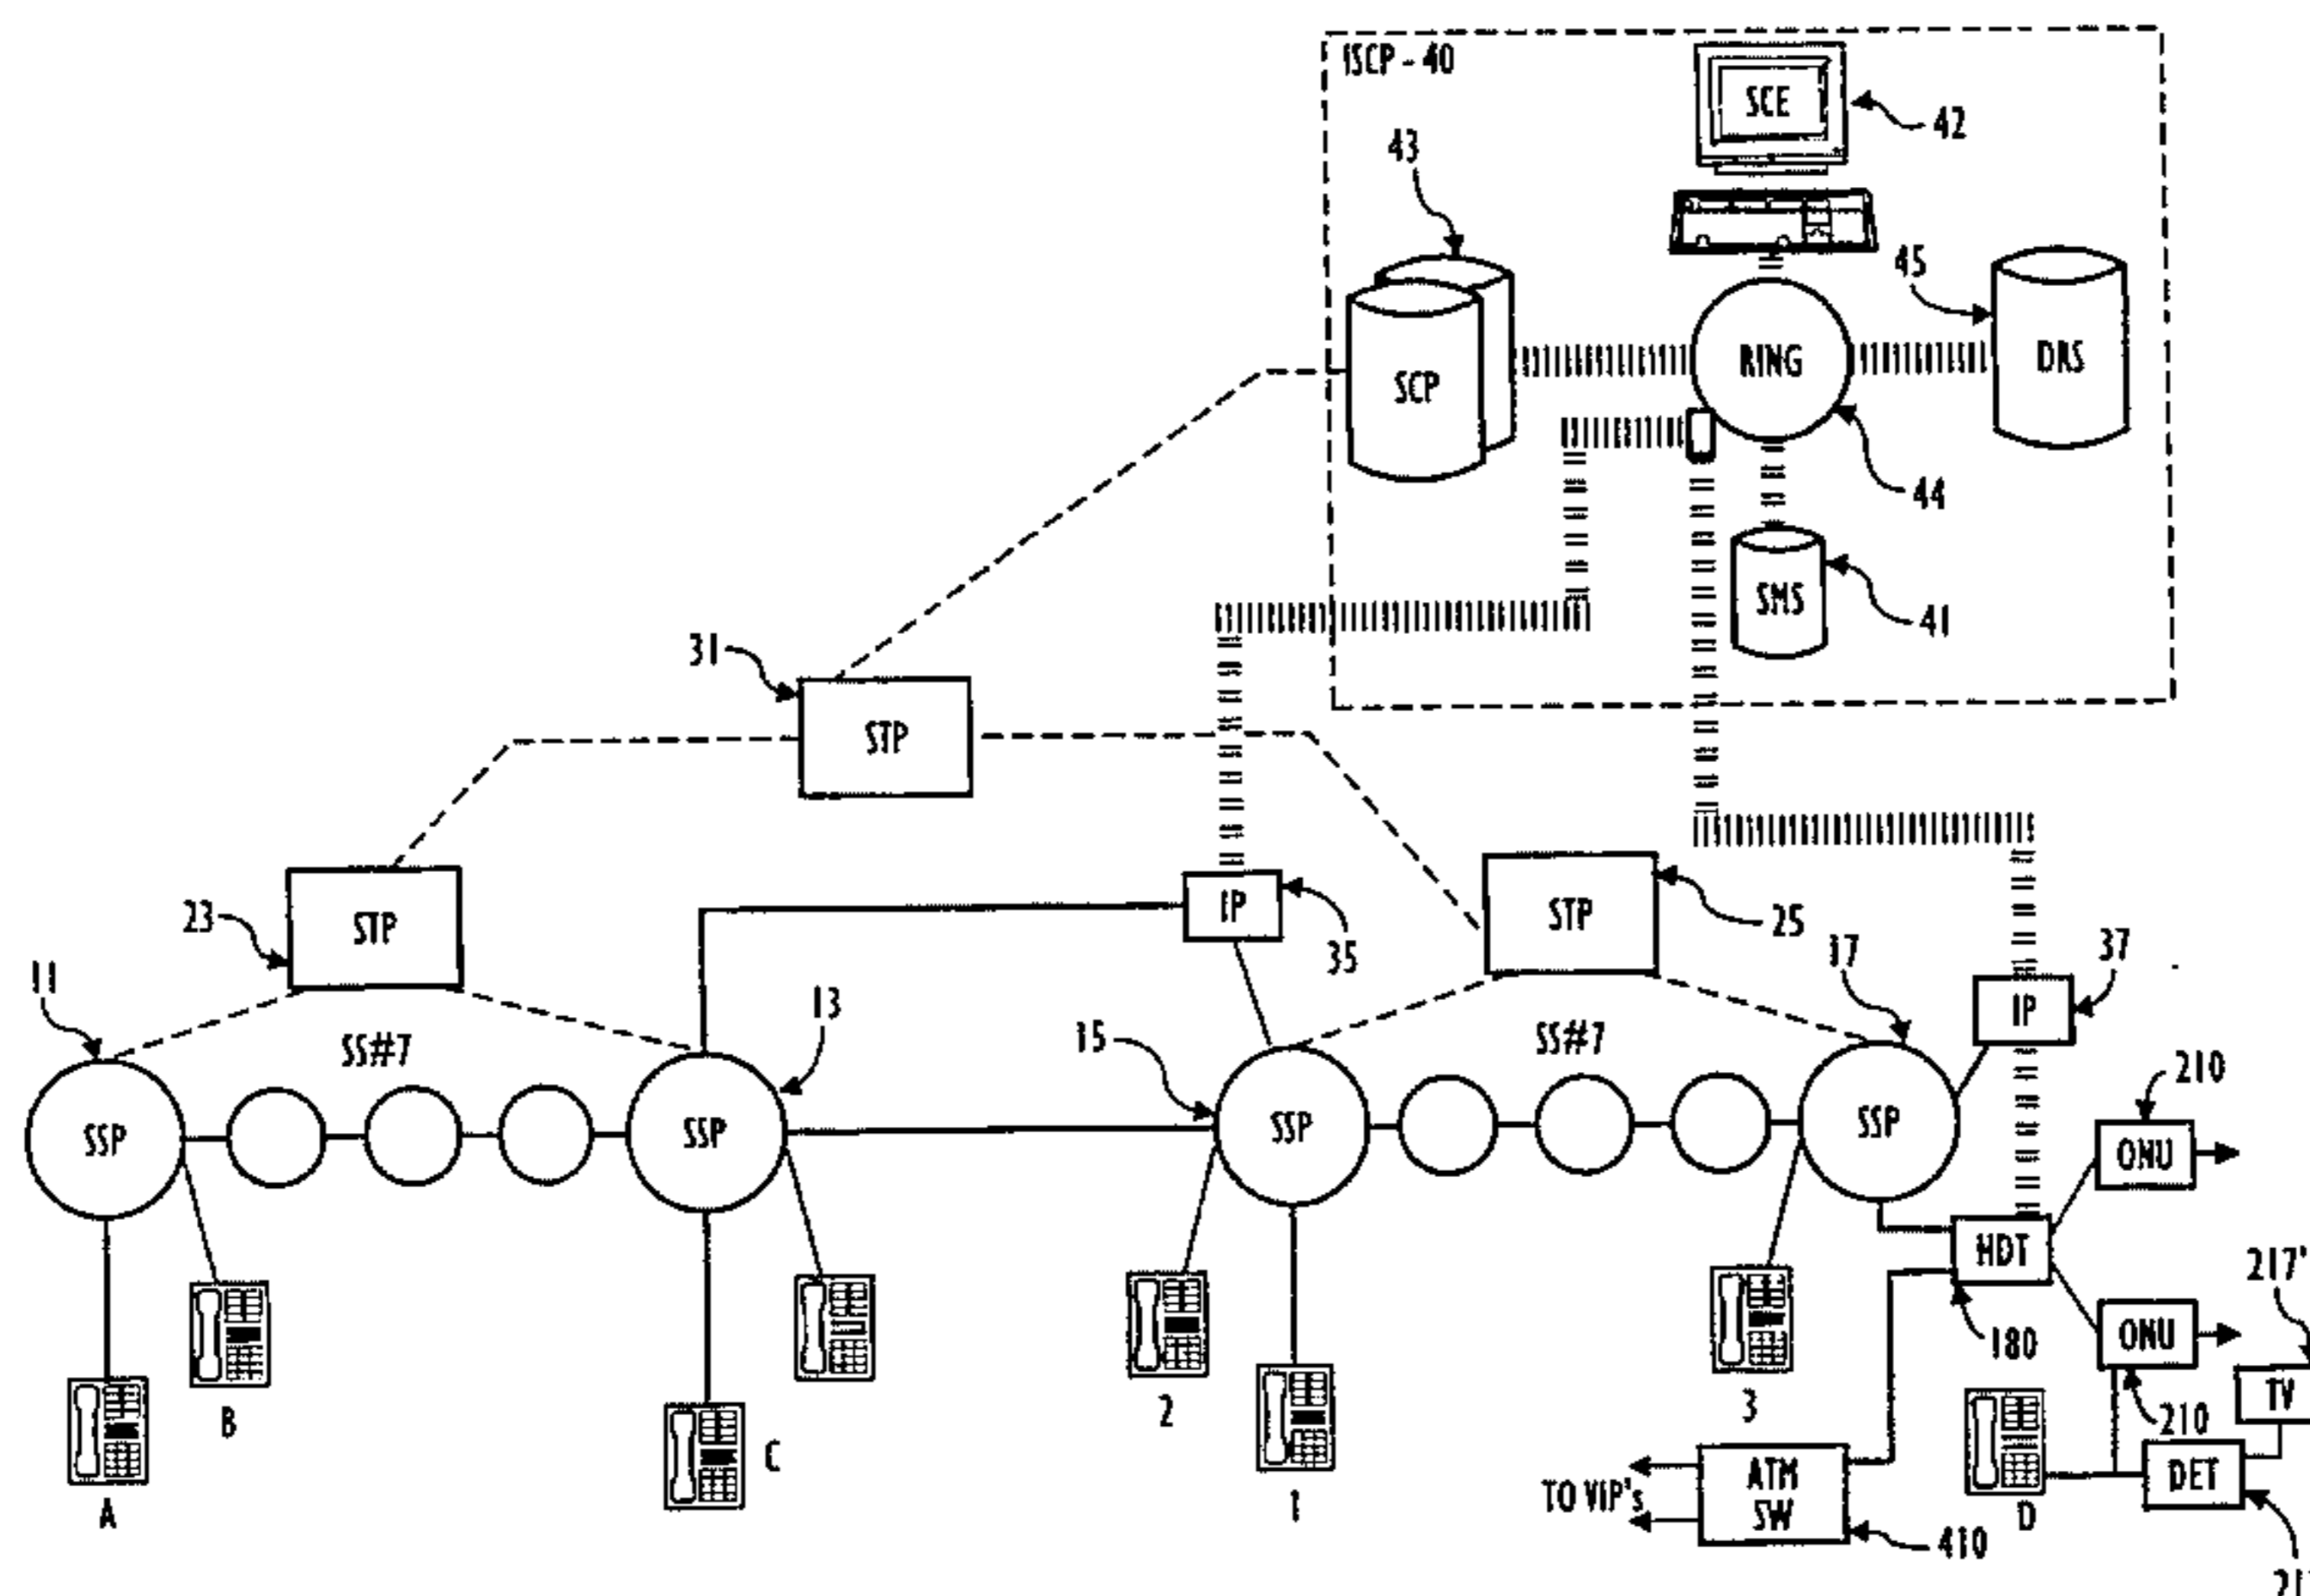 ISCP-40
SCE
42
43
45
SCP
RING
DRS
44
SMS
41
31
STP
23
STP
IP
35
STP
25
17
37
IP
11
SS#7
13
15
SS#7
210
SSP
SSP
SSP
SSP
ONU
HDT
217'
180
ONU
B
2
3
210
TV
A
C
1
TO VIP's
ATM
SW
410
D
DET